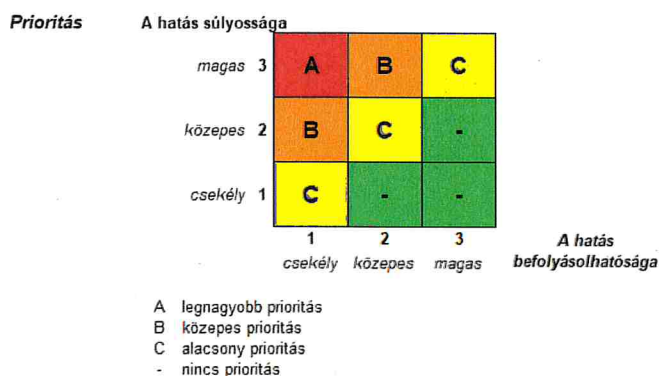 Prioritás A hatás súlyossága
magas 3 A B C
közepes 2 B C -
csekély 1 C - -
1 2 3
csekély közepes magas
A hatás
befolyásolhatósága
A legnagyobb prioritás
B közepes prioritás
C alacsony prioritás
- nincs prioritás